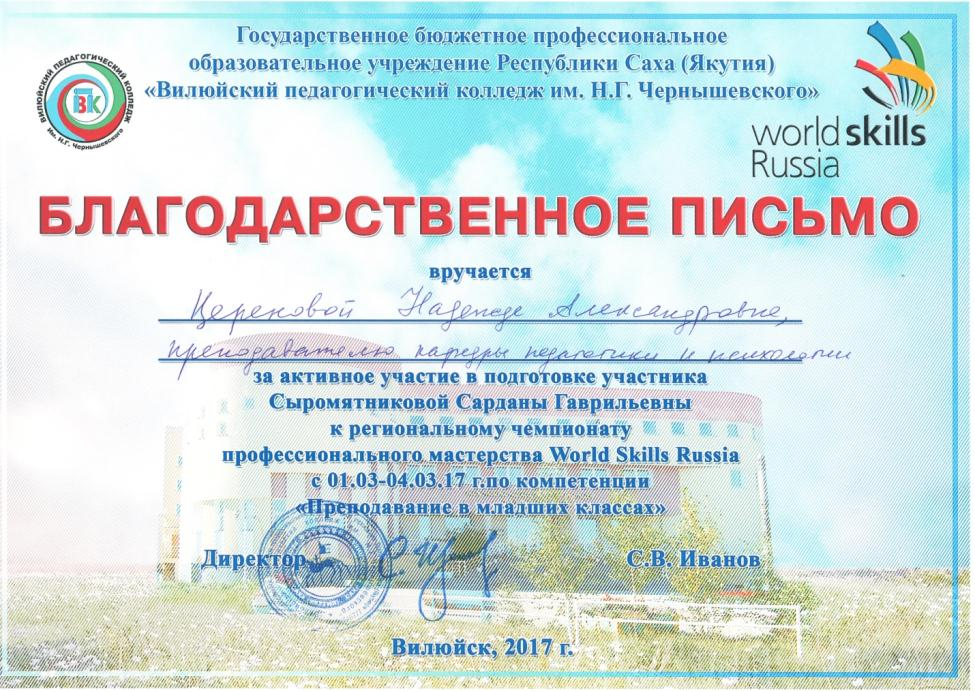 Государственное бюджетное профессиональное
образовательное учреждение Республики Саха (Якутия)
«Вилюйский педагогический колледж им. Н.Г. Чернышевского»
ВИЛЮЙСКИЙ ПЕДАГОГИЧЕСКИЙ КОЛЛЕДЖ
ВПК
Им. Н.Г. Чернышевского
world skills
Russia
БЛАГОДАРСТВЕННОЕ ПИСЬМО
вручается
Цереновой Надежде Александровне,
преподавателю кафедры педагогики и психологии
за активное участие в подготовке участника
Сыромятниковой Сарданы Гаврильевны
к региональному чемпионату
профессионального мастерства World Skills Russia
с 01.03-04.03.17 г.по компетенции
«Преподавание в младших классах»
Директор С.В. Иванов
Вилюйск, 2017 г.